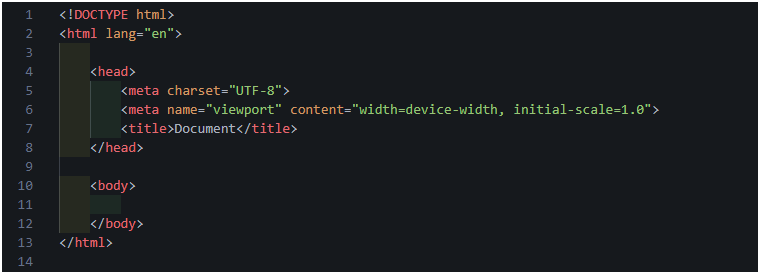 1 <!DOCTYPE html>
2 <html lang="en">
3
4     <head>
5         <meta charset="UTF-8">
6         <meta name="viewport" content="width=device-width, initial-scale=1.0">
7         <title>Document</title>
8     </head>
9
10     <body>
11
12     </body>
13 </html>
14